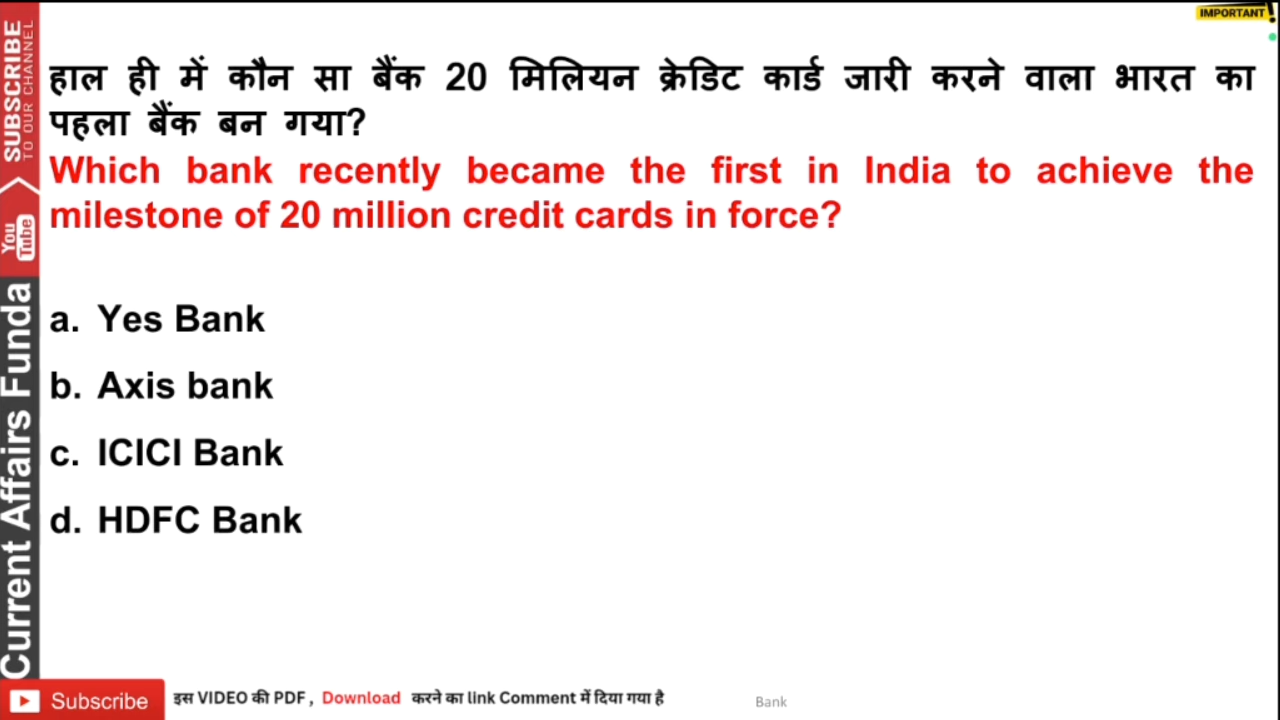 IMPORTANT!
हाल ही में कौन सा बैंक 20 मिलियन क्रेडिट कार्ड जारी करने वाला भारत का
पहला बैंक बन गया?
Which bank recently became the first in India to achieve the
milestone of 20 million credit cards in force?
a. Yes Bank
b. Axis bank
c. ICICI Bank
d. HDFC Bank
SUBSCRIBE
TO OUR CHANNEL
You
Tube
Current Affairs Funda
Subscribe
इस VIDEO की PDF , Download करने का link Comment में दिया गया है
Bank